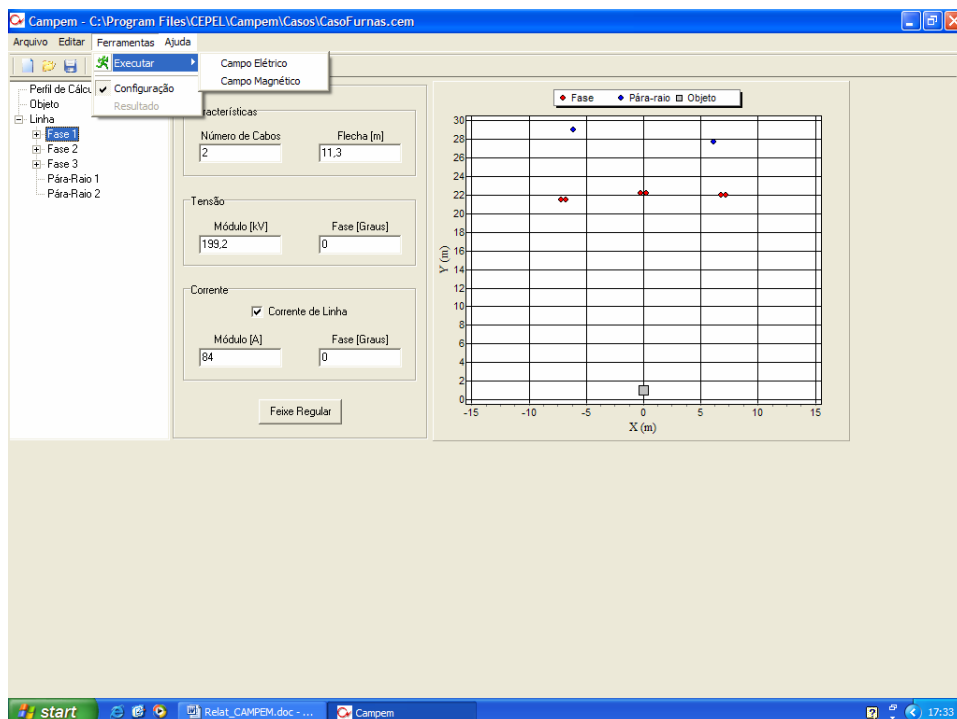 Campem - C:\Program Files\CEPEL\Campem\Casos\CasoFurnas.cem
Arquivo Editar Ferramentas Ajuda
Executar
Configuração
Resultado
Campo Elétrico
Campo Magnético
Perfil de Cálcu
Objeto
Linha
Fase 1
Fase 2
Fase 3
Pára-Raio 1
Pára-Raio 2
aracterísticas
Número de Cabos Flecha [m]
2 11,3
Tensão
Módulo [kV] Fase [Graus]
199,2 0
Corrente
Corrente de Linha
Módulo [A] Fase [Graus]
84 0
Feixe Regular
Fase Pára-raio Objeto
30
28
26
24
22
20
18
16
14
12
10
8
6
4
2
0
Y (m)
-15 -10 -5 0 5 10 15
X (m)
start Relat_CAMPEM.doc - ... Campem 17:33